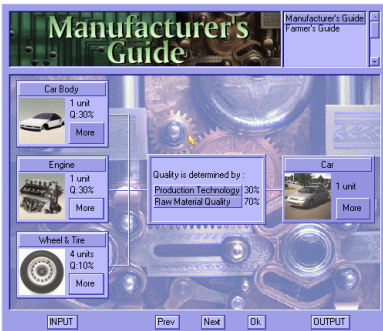 Manufacturer's
Guide
Manufacturer's Guide
Farmer's Guide
Car Body
1 unit
Q:30%
More
Engine
1 unit
Q:30%
More
Wheel & Tire
4 units
Q:10%
More
Quality is determined by :
Production Technology 30%
Raw Material Quality 70%
Car
1 unit
More
INPUT
Prev
Next
Ok
OUTPUT